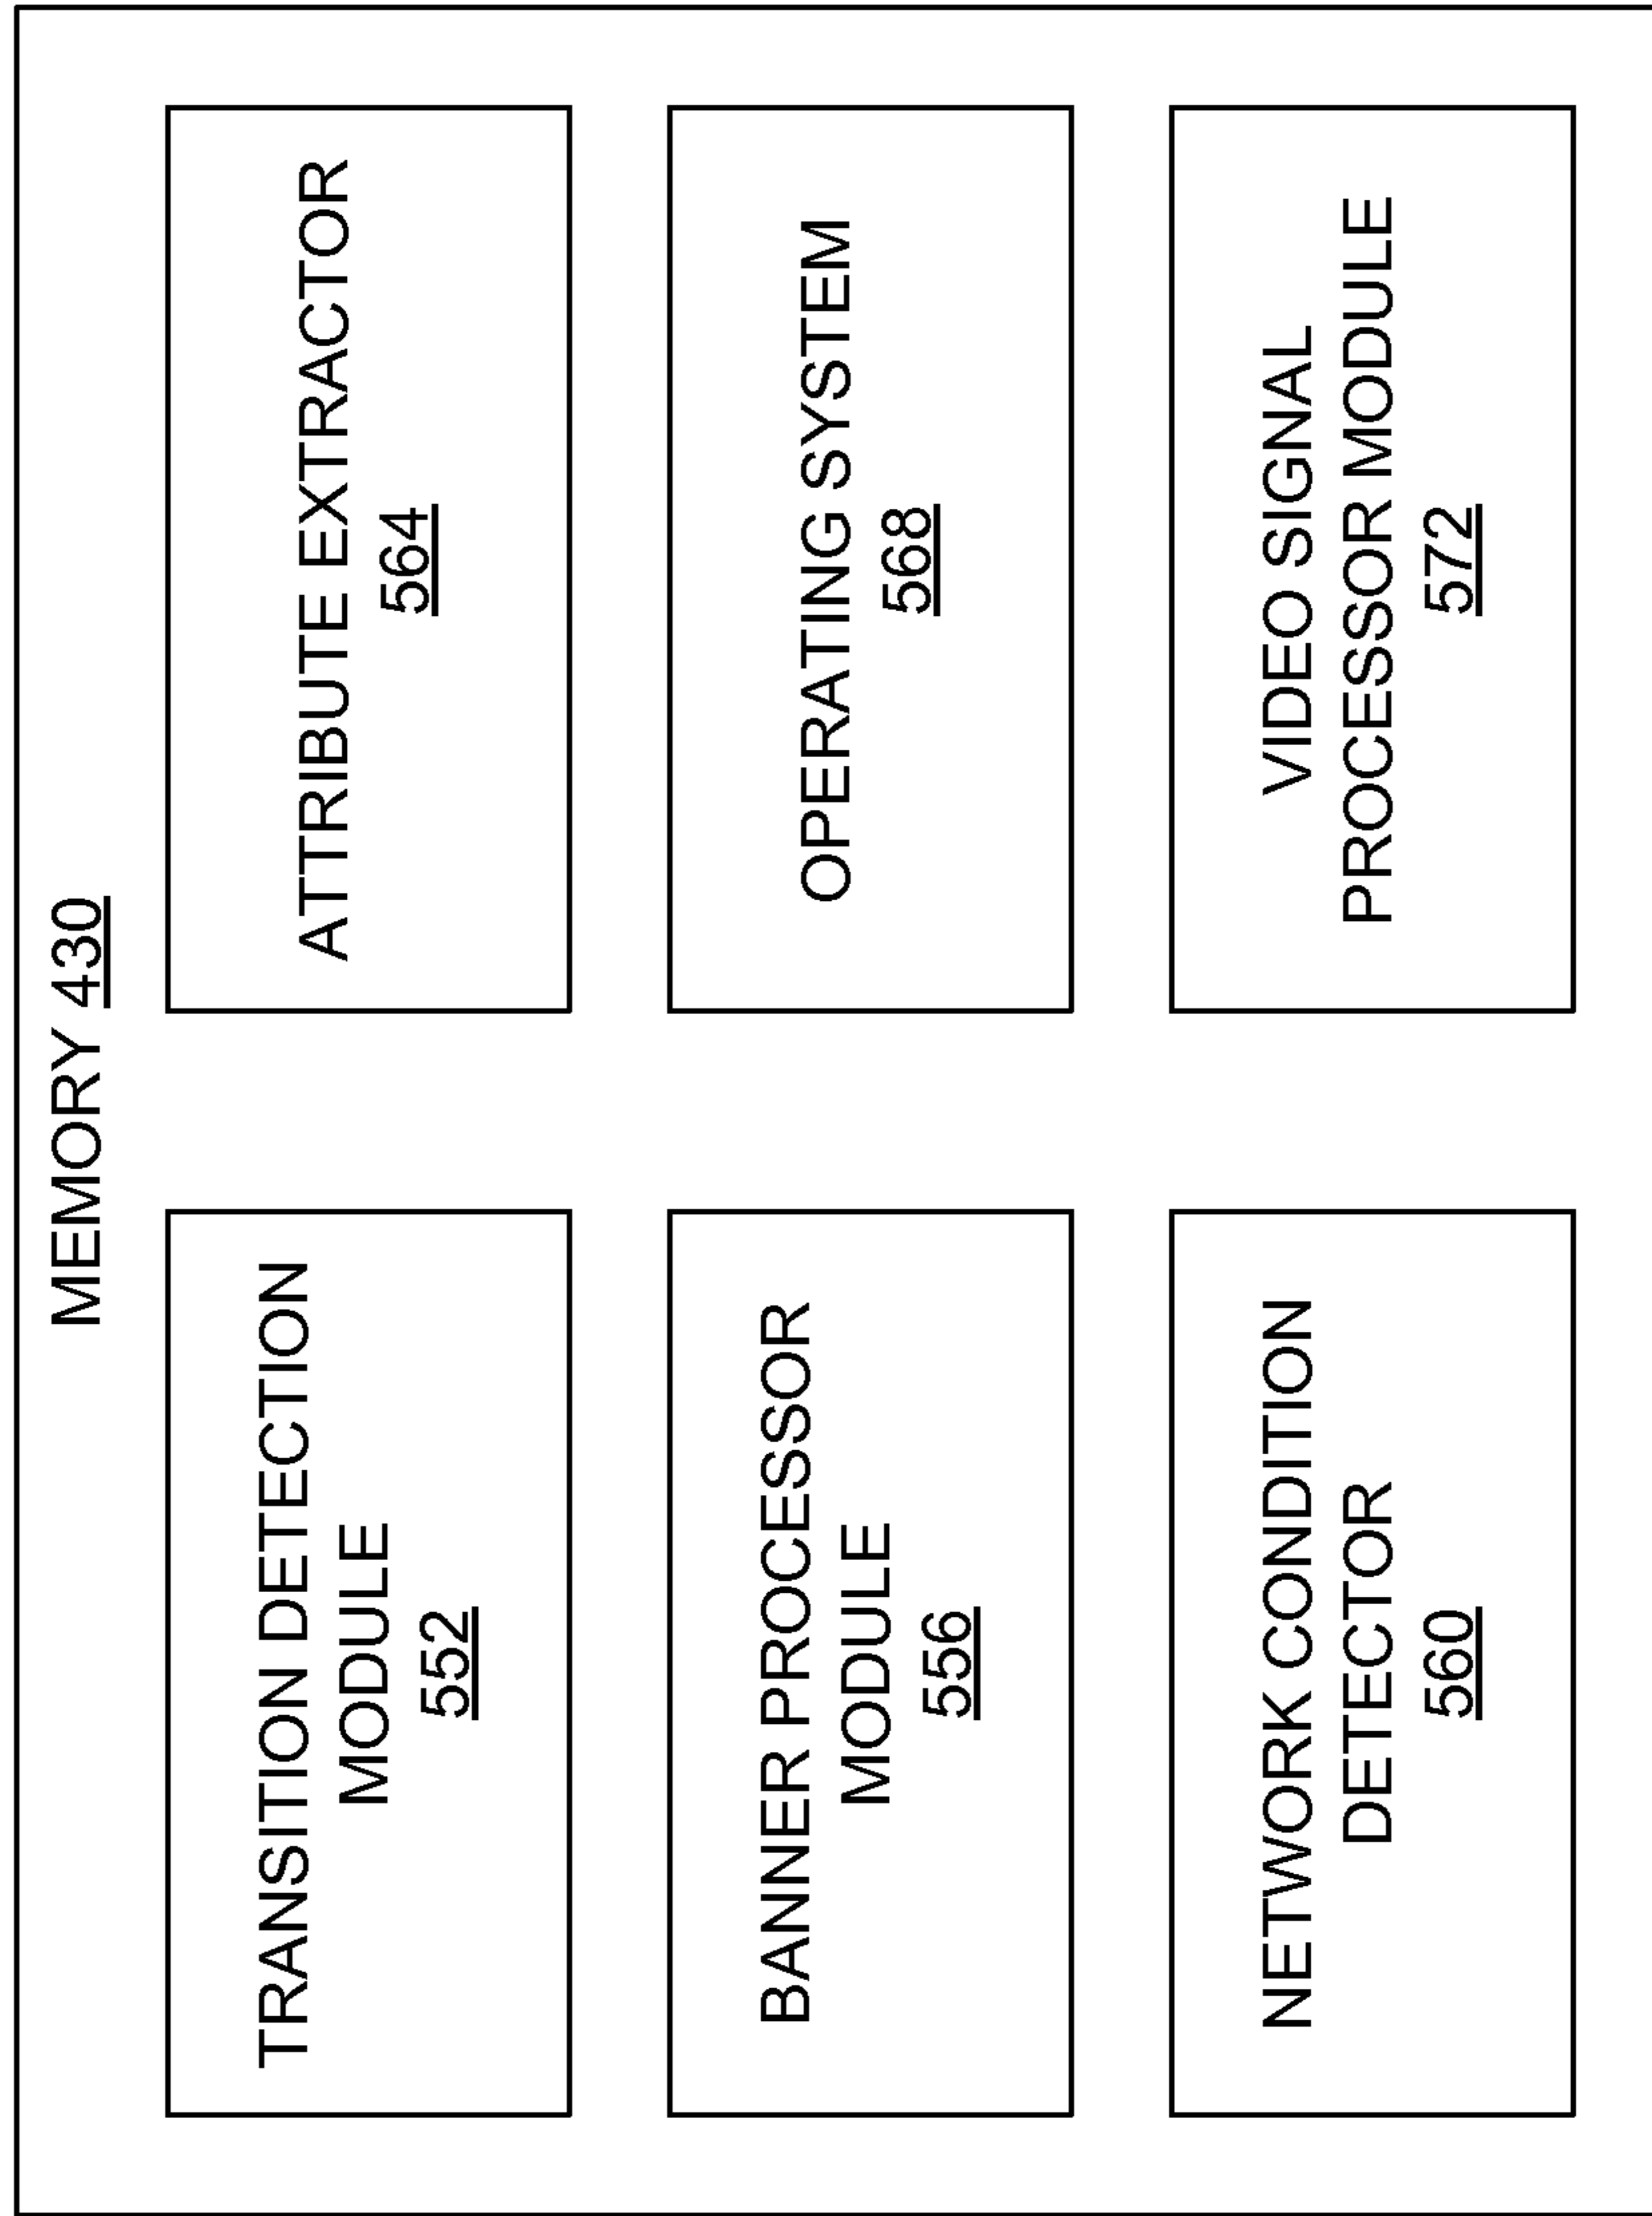 MEMORY 430
TRANSITION DETECTION
MODULE
552
BANNER PROCESSOR
MODULE
556
NETWORK CONDITION
DETECTOR
560
ATTRIBUTE EXTRACTOR
564
OPERATING SYSTEM
568
VIDEO SIGNAL
PROCESSOR MODULE
572